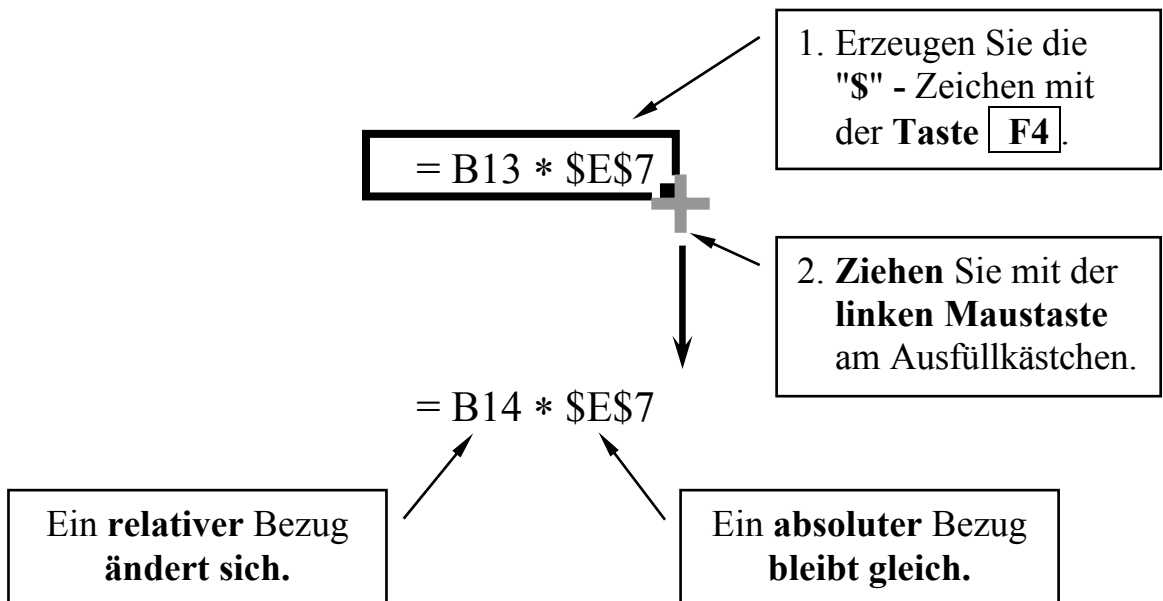 1. Erzeugen Sie die
"$" - Zeichen mit
der Taste F4.
= B13 * $E$7
2. Ziehen Sie mit der
linken Maustaste
am Ausfüllkästchen.
= B14 * $E$7
Ein relativer Bezug
ändert sich.
Ein absoluter Bezug
bleibt gleich.